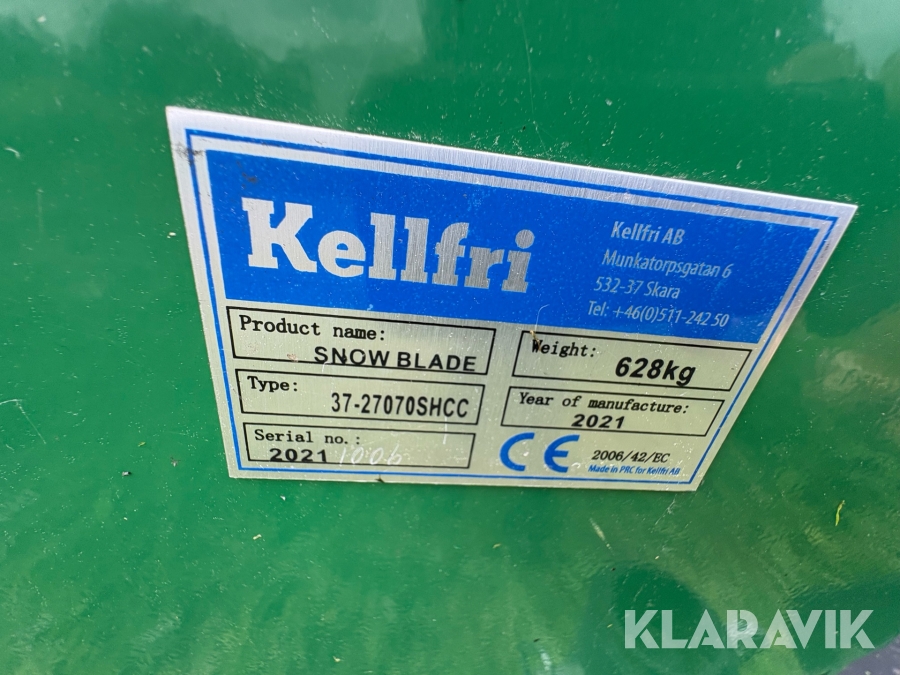 Kellfri
Kellfri AB
Munkatorpsgatan 6
532-37 Skara
Tel: +46(0)511-242 50
Product name:
SNOW BLADE
Weight:
628kg
Type:
37-27070SHCC
Year of manufacture:
2021
Serial no.:
2021 1006
CE
2006/42/EC
Made in PRC for Kellfri AB
KLARAVIK